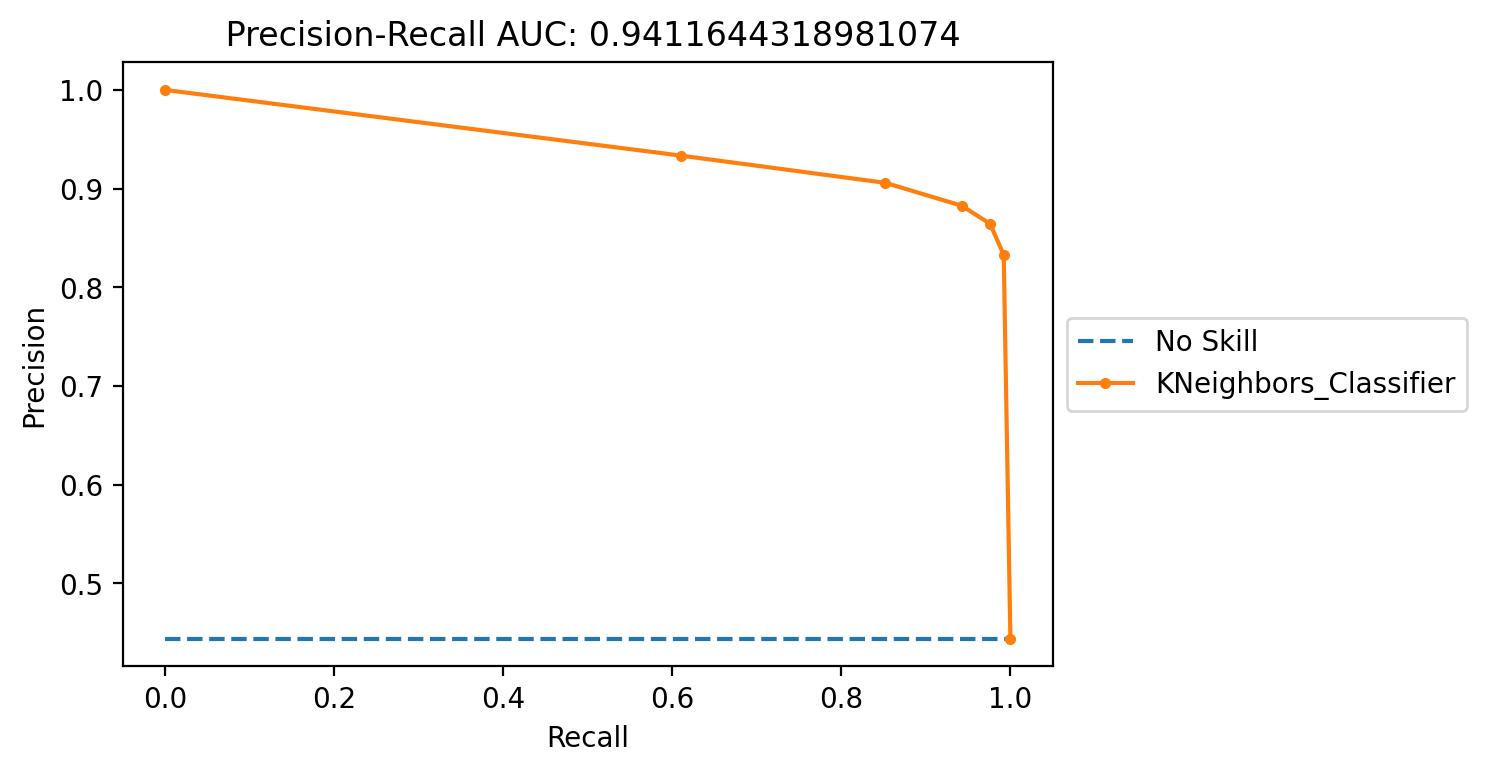 Precision-Recall AUC: 0.9411644318981074
1.0
0.9
0.8
0.7
0.6
0.5
Precision
0.0 0.2 0.4 0.6 0.8 1.0
Recall
No Skill
KNeighbors_Classifier